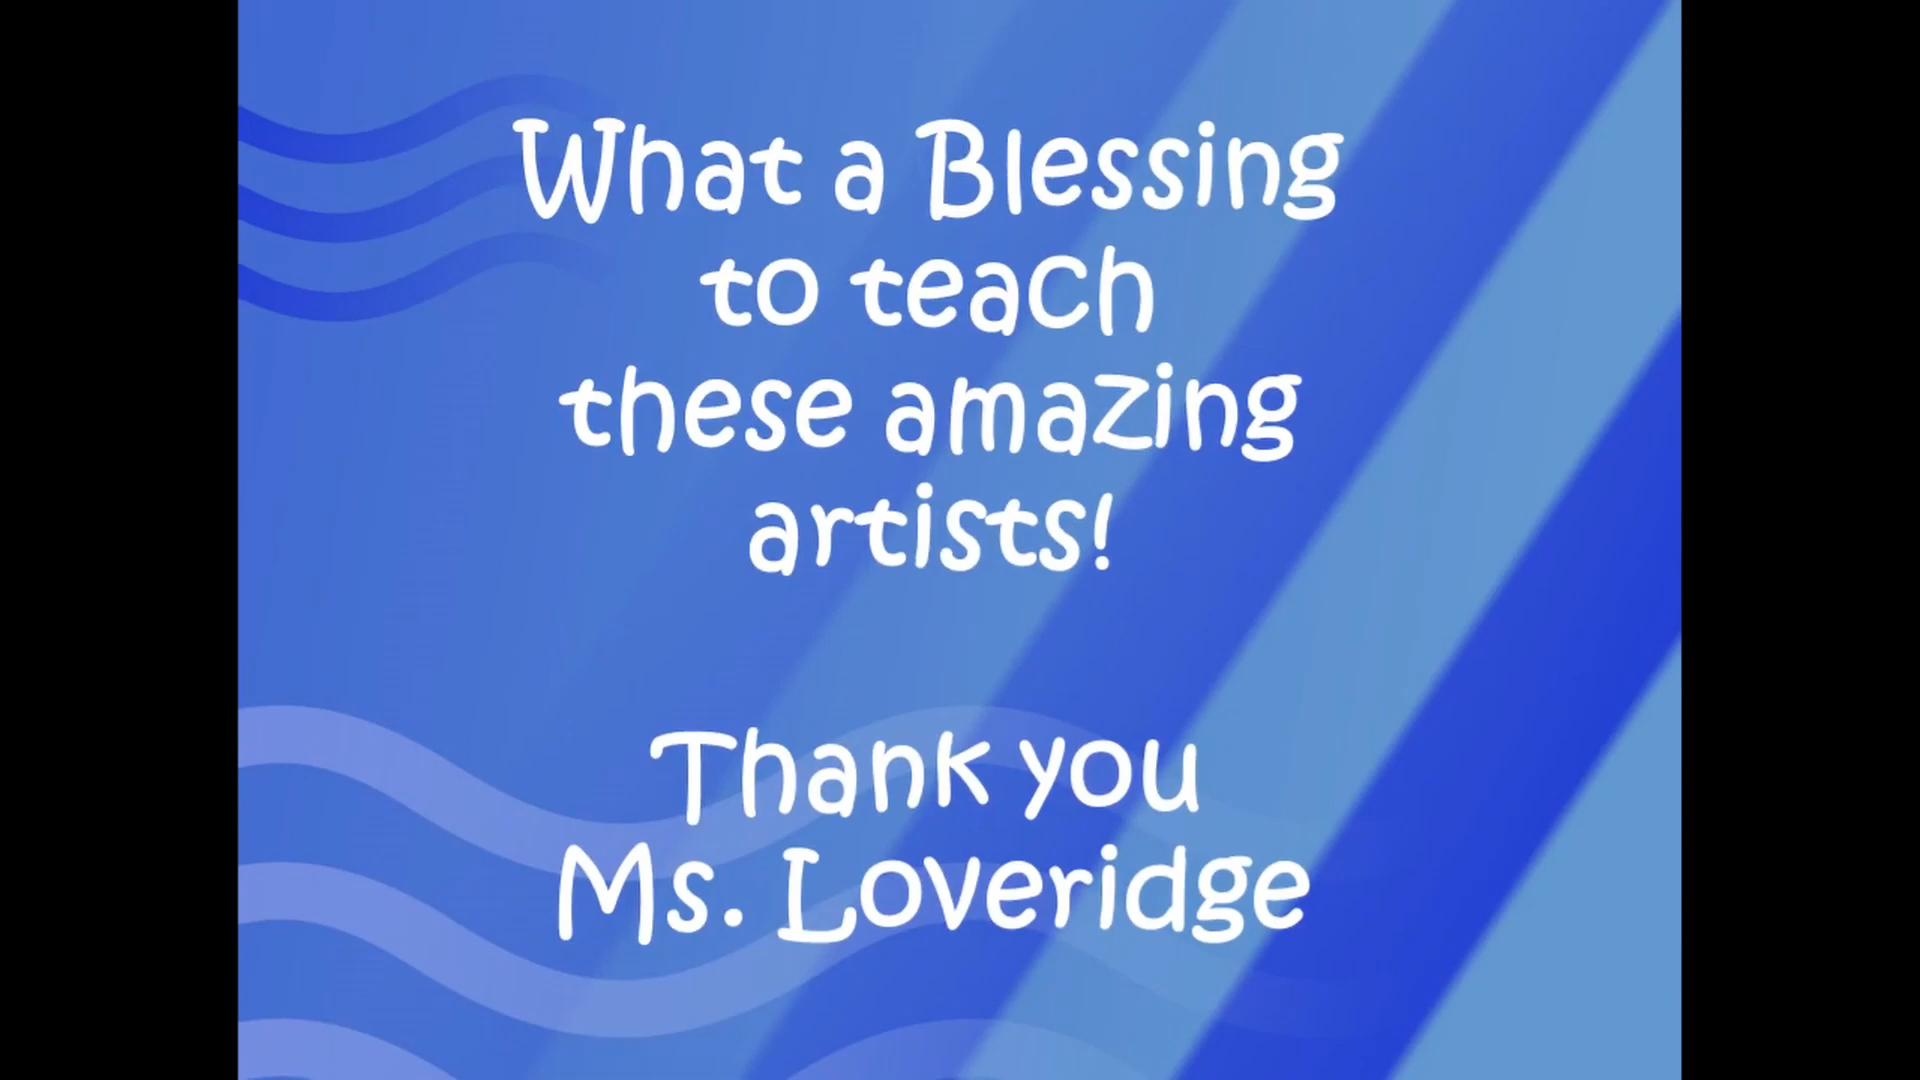 What a Blessing
to teach
these amazing
artists!
Thank you
Ms. Loveridge